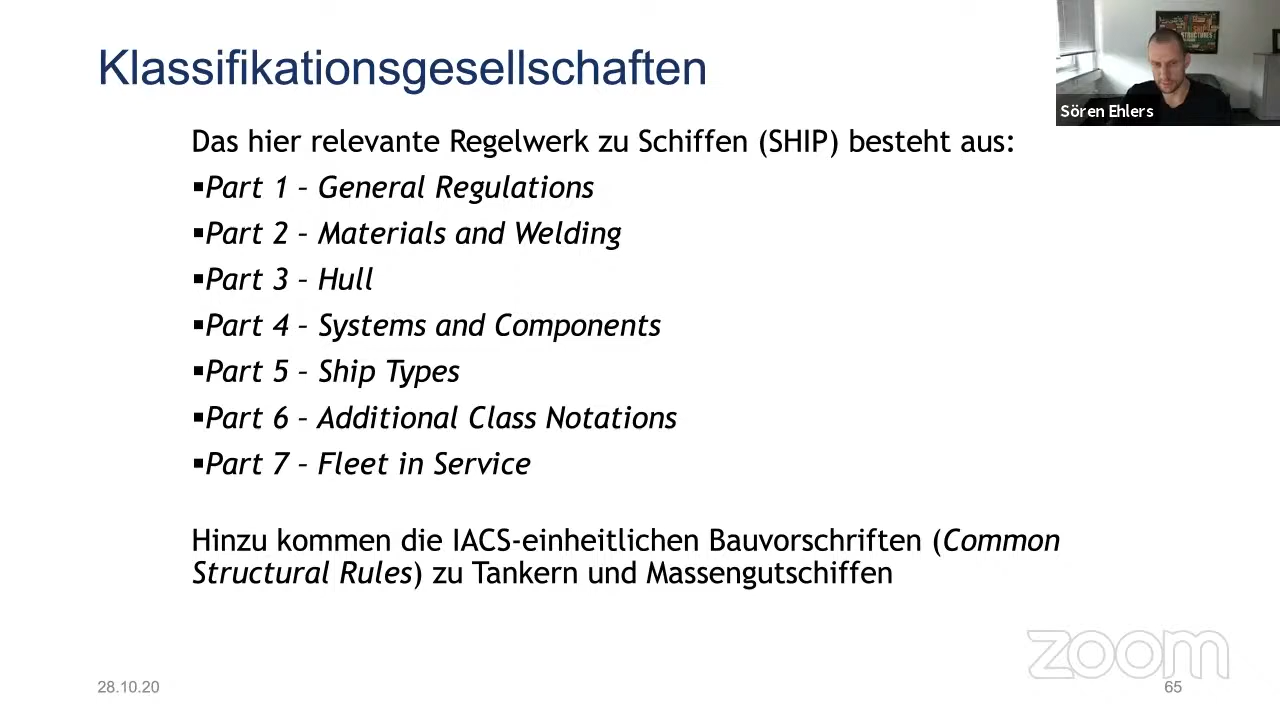 Klassifikationsgesellschaften
Sören Ehlers
Das hier relevante Regelwerk zu Schiffen (SHIP) besteht aus:
▪Part 1 – General Regulations
▪Part 2 – Materials and Welding
▪Part 3 – Hull
▪Part 4 – Systems and Components
▪Part 5 – Ship Types
▪Part 6 – Additional Class Notations
▪Part 7 – Fleet in Service
Hinzu kommen die IACS-einheitlichen Bauvorschriften (Common
Structural Rules) zu Tankern und Massengutschiffen
zoom
28.10.20
65